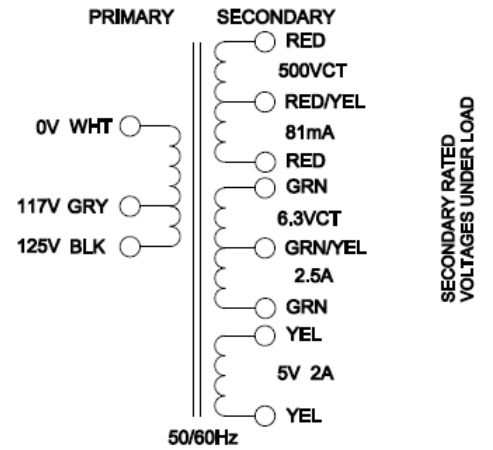 PRIMARY SECONDARY
RED
500VCT
RED/YEL
0V WHT
81mA
RED
GRN
117V GRY
6.3VCT
125V BLK
GRN/YEL
2.5A
GRN
YEL
5V 2A
YEL
50/60Hz
SECONDARY RATED
VOLTAGES UNDER LOAD